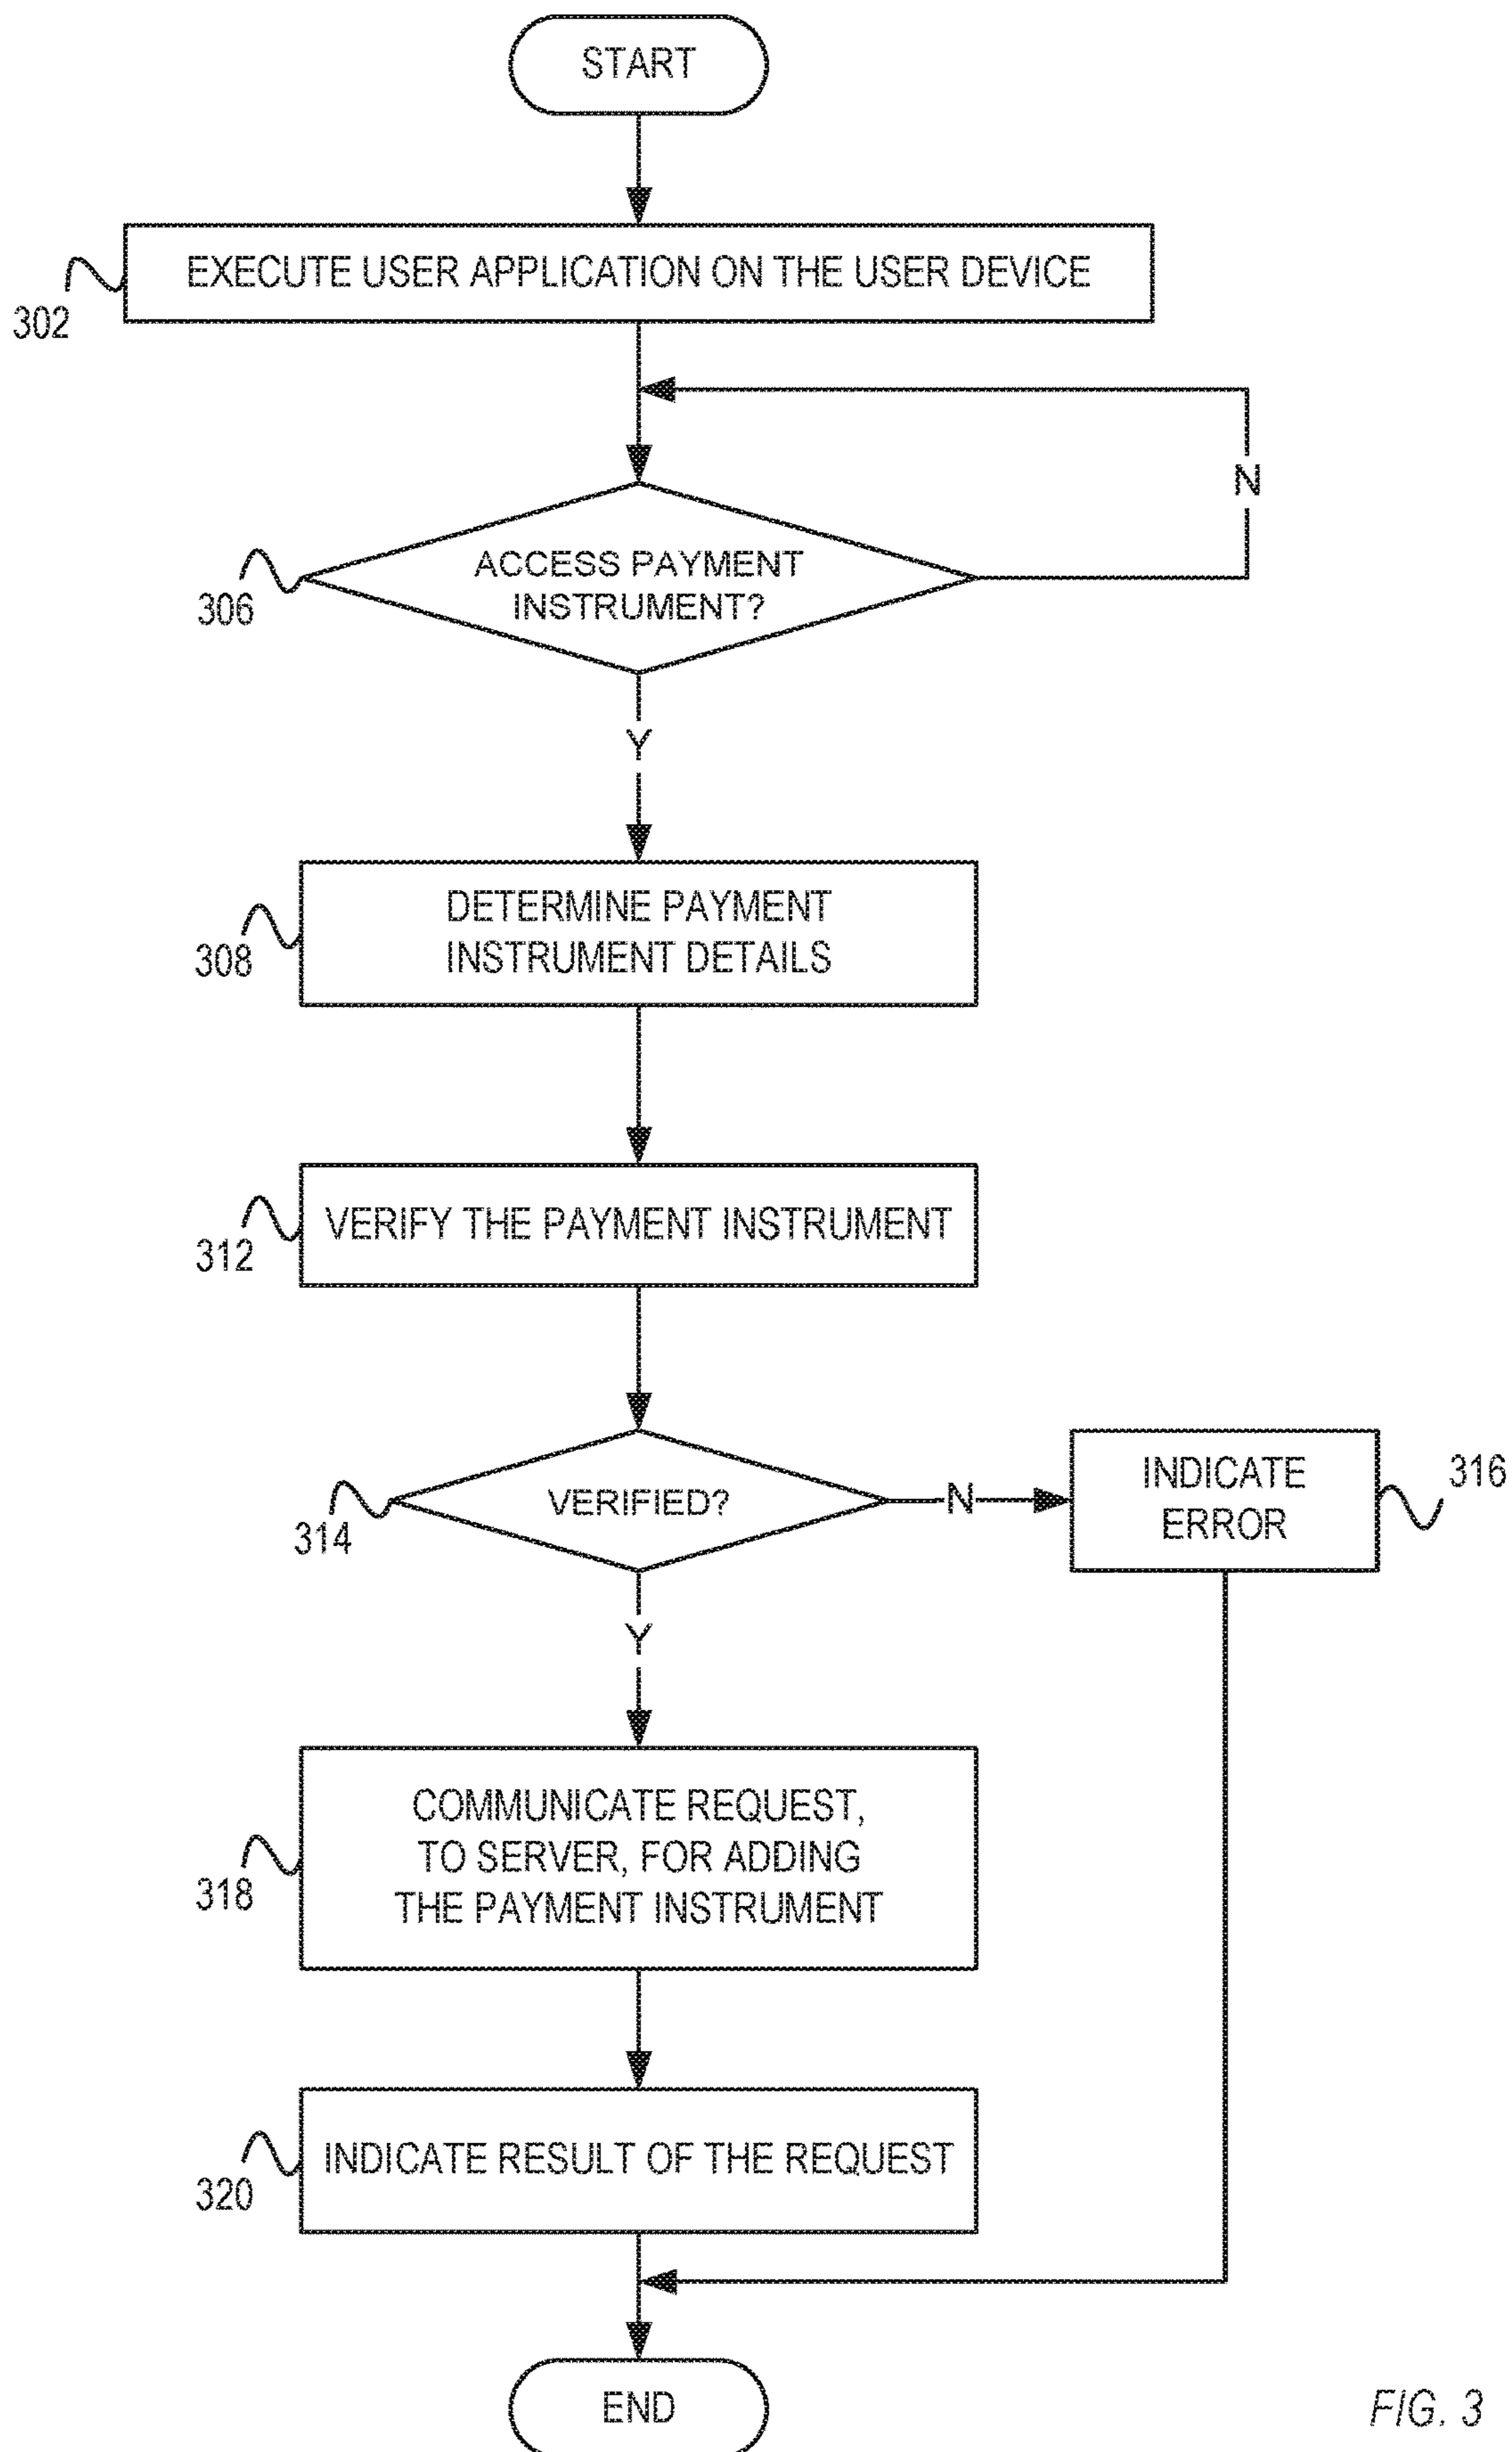 START
EXECUTE USER APPLICATION ON THE USER DEVICE
302
N
ACCESS PAYMENT
INSTRUMENT?
306
Y
DETERMINE PAYMENT
INSTRUMENT DETAILS
308
VERIFY THE PAYMENT INSTRUMENT
312
VERIFIED?
314
N
INDICATE
ERROR
316
Y
COMMUNICATE REQUEST,
TO SERVER, FOR ADDING
THE PAYMENT INSTRUMENT
318
INDICATE RESULT OF THE REQUEST
320
END
FIG. 3